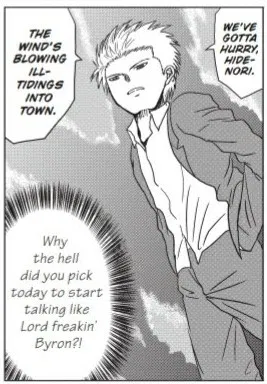 WE'VE
GOTTA
HURRY,
HIDE-
NORI.
THE
WIND'S
BLOWING
ILL-
TIDINGS
INTO
TOWN.
Why
the hell
did you pick
today to start
talking like
Lord freakin'
Byron?!